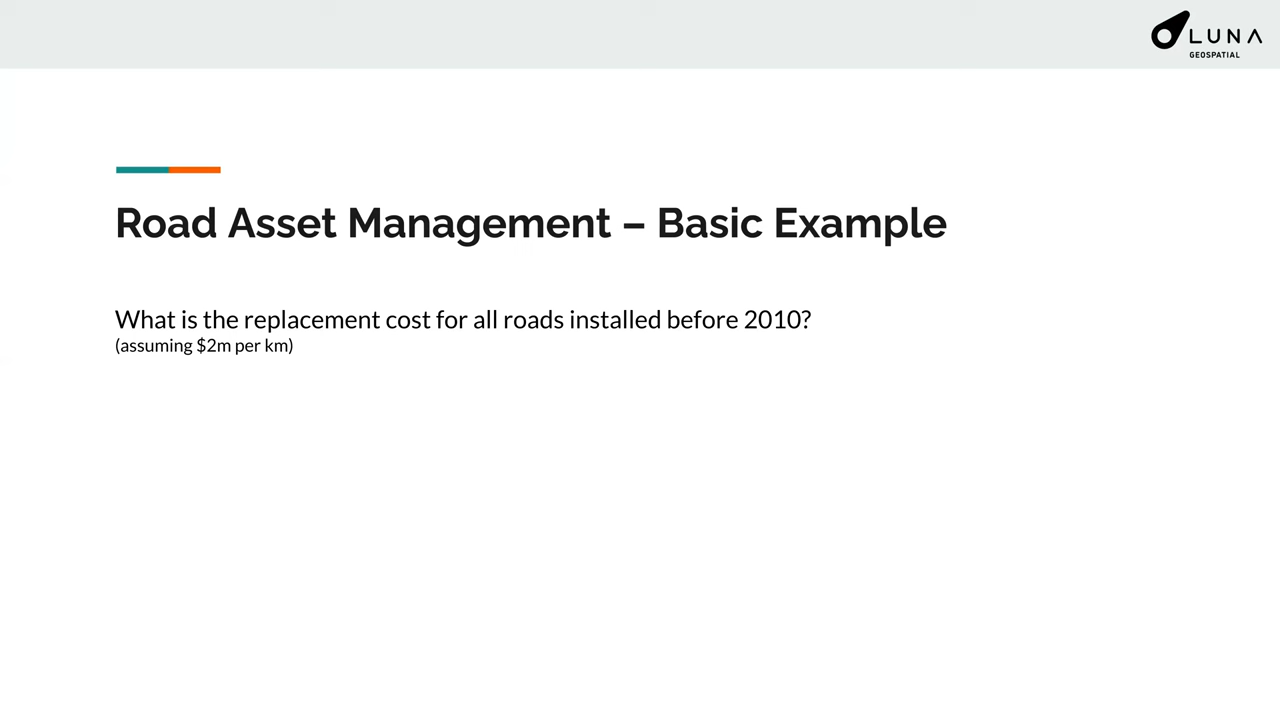 LUNA
GEOSPATIAL
Road Asset Management – Basic Example
What is the replacement cost for all roads installed before 2010?
(assuming $2m per km)